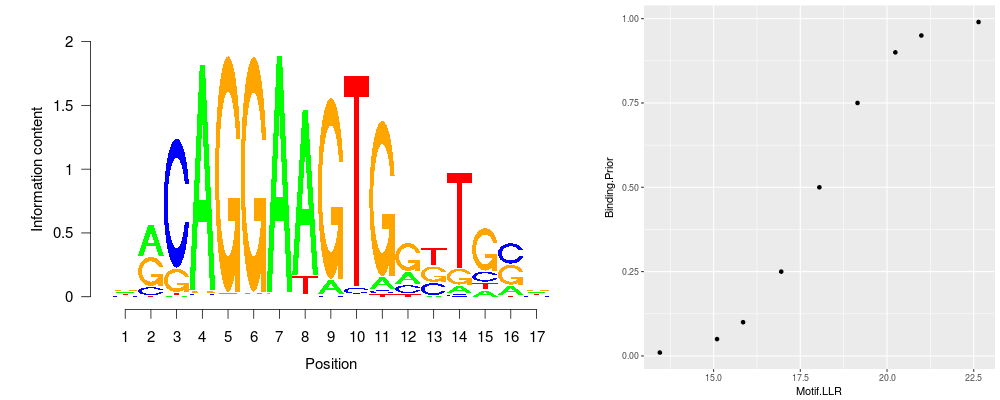 2
1.5
1
0.5
0
Information content
1 2 3 4 5 6 7 8 9 10 11 12 13 14 15 16 17
Position
A C A G G A A G T G G T T G C
G G T A A A G G C G
C C C A T A
1.00
0.75
0.50
0.25
0.00
Binding.Prior
15.0 17.5 20.0 22.5
Motif.LLR